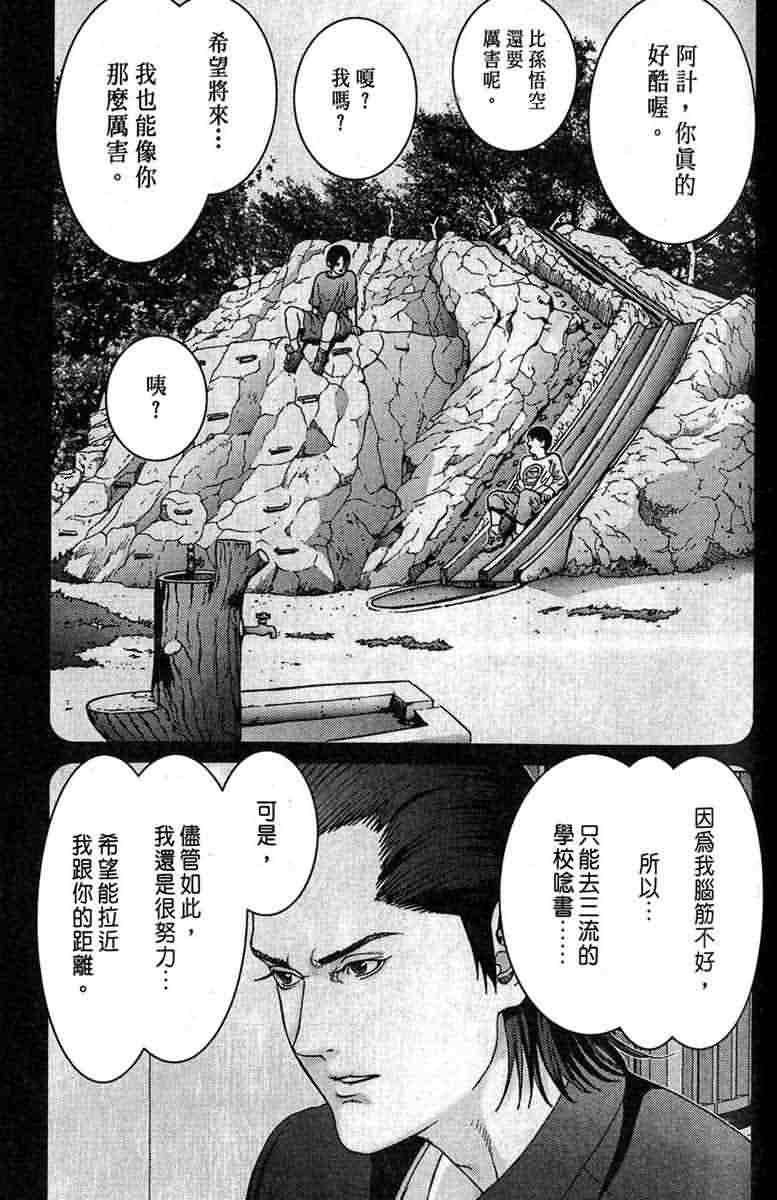 阿計，你真的
好酷喔。
比孫悟空
還要
厲害呢。
嗄？
我嗎？
希望將來…
我也能像你
那麼厲害。
咦？
因為我腦筋不好，
所以…
只能去三流的
學校唸書……
可是，
儘管如此，
我還是很努力…
希望能拉近
我跟你的距離。